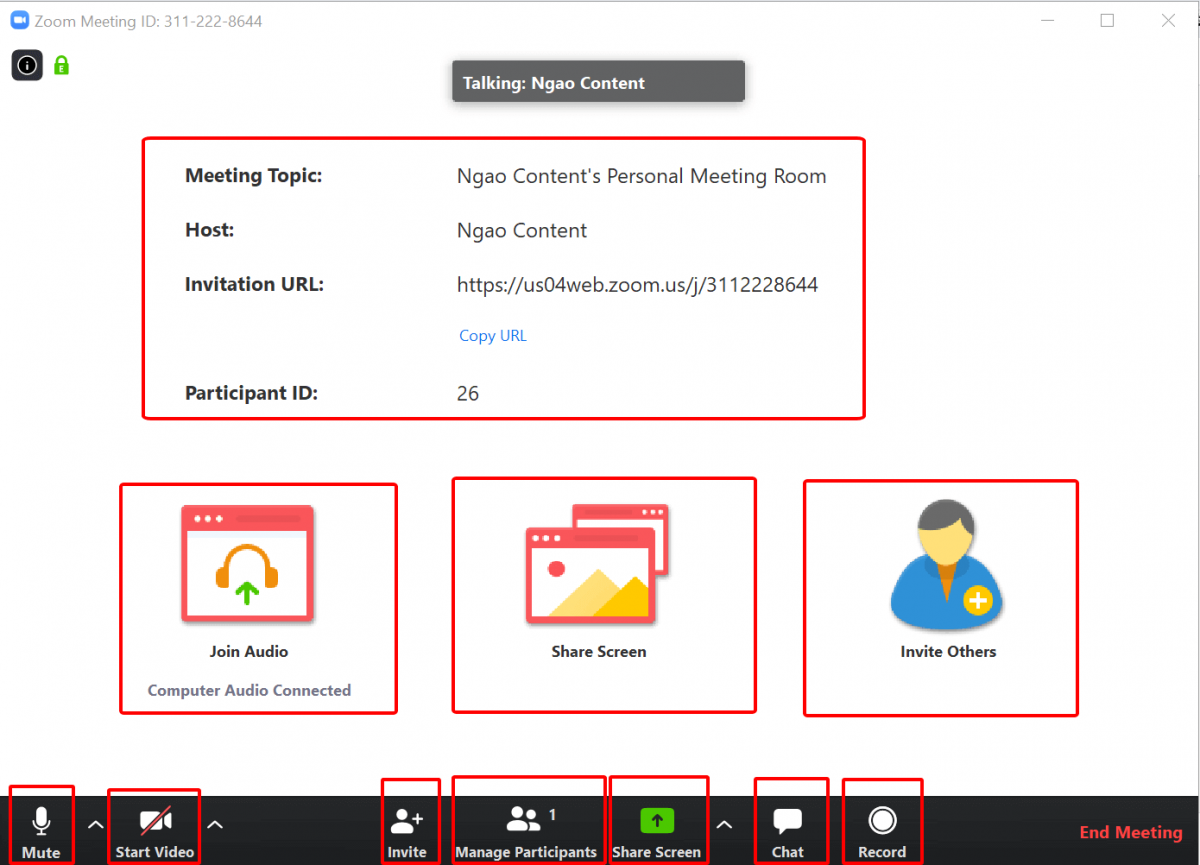 Zoom Meeting ID: 311-222-8644
Talking: Ngao Content
Meeting Topic: Ngao Content's Personal Meeting Room
Host: Ngao Content
Invitation URL: https://us04web.zoom.us/j/3112228644
Copy URL
Participant ID: 26
Join Audio
Computer Audio Connected
Share Screen
Invite Others
Mute
Start Video
Invite
1
Manage Participants
Share Screen
Chat
Record
End Meeting